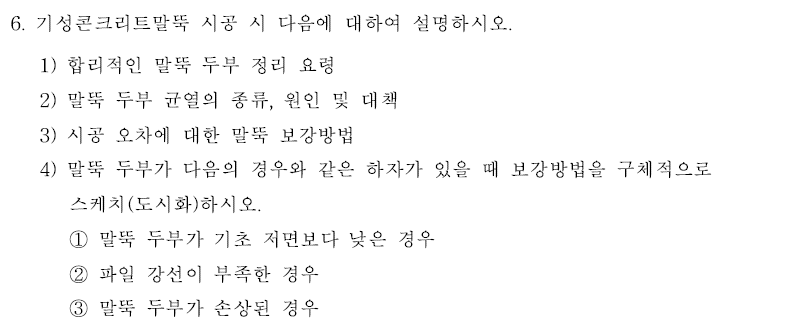 6. 기성콘크리트말뚝 시공 시 다음에 대하여 설명하시오.
1) 합리적인 말뚝 두부 정리 요령
2) 말뚝 두부 균열의 종류, 원인 및 대책
3) 시공 오차에 대한 말뚝 보강방법
4) 말뚝 두부가 다음의 경우와 같은 하자가 있을 때 보강방법을 구체적으로
스케치(도시화)하시오.
① 말뚝 두부가 기초 저면보다 낮은 경우
② 파일 강선이 부족한 경우
③ 말뚝 두부가 손상된 경우